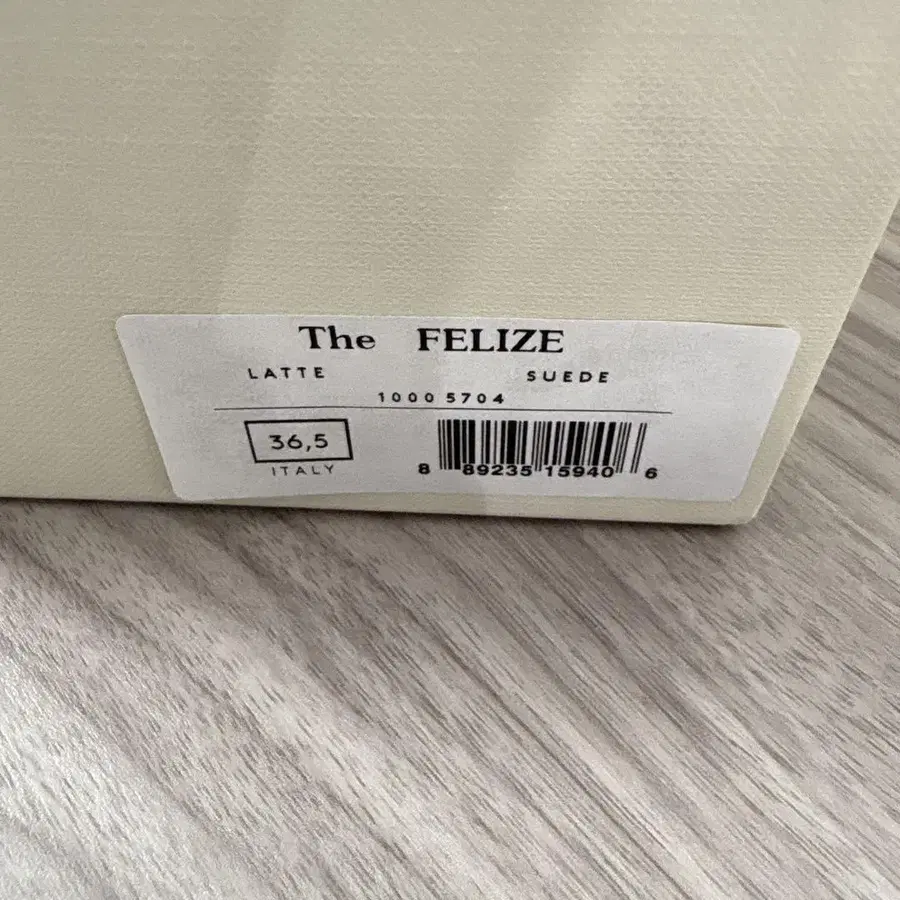 The FELIZE
LATTE SUEDE
1000 5704
36,5
ITALY
8 89235 15940 6